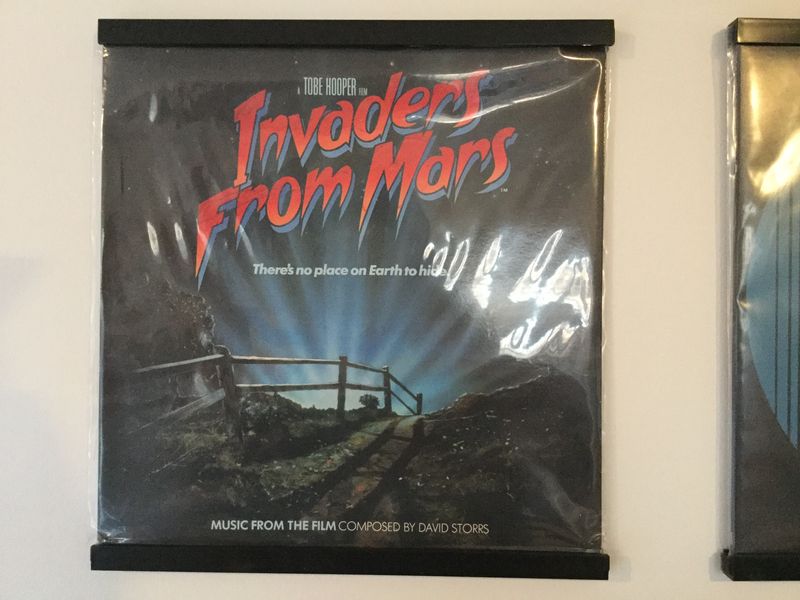 A TOBE HOOPER FILM
Invaders
From Mars™
There's no place on Earth to hide.
MUSIC FROM THE FILM COMPOSED BY DAVID STORRS